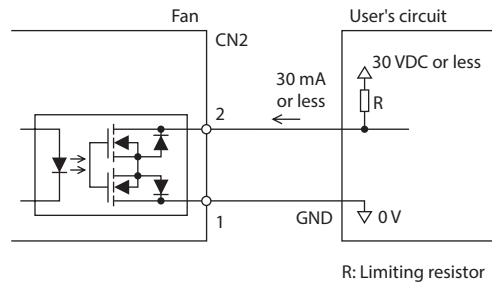 Fan
User's circuit
CN2
30 VDC or less
30 mA
or less
R
2
1
GND
0 V
R: Limiting resistor